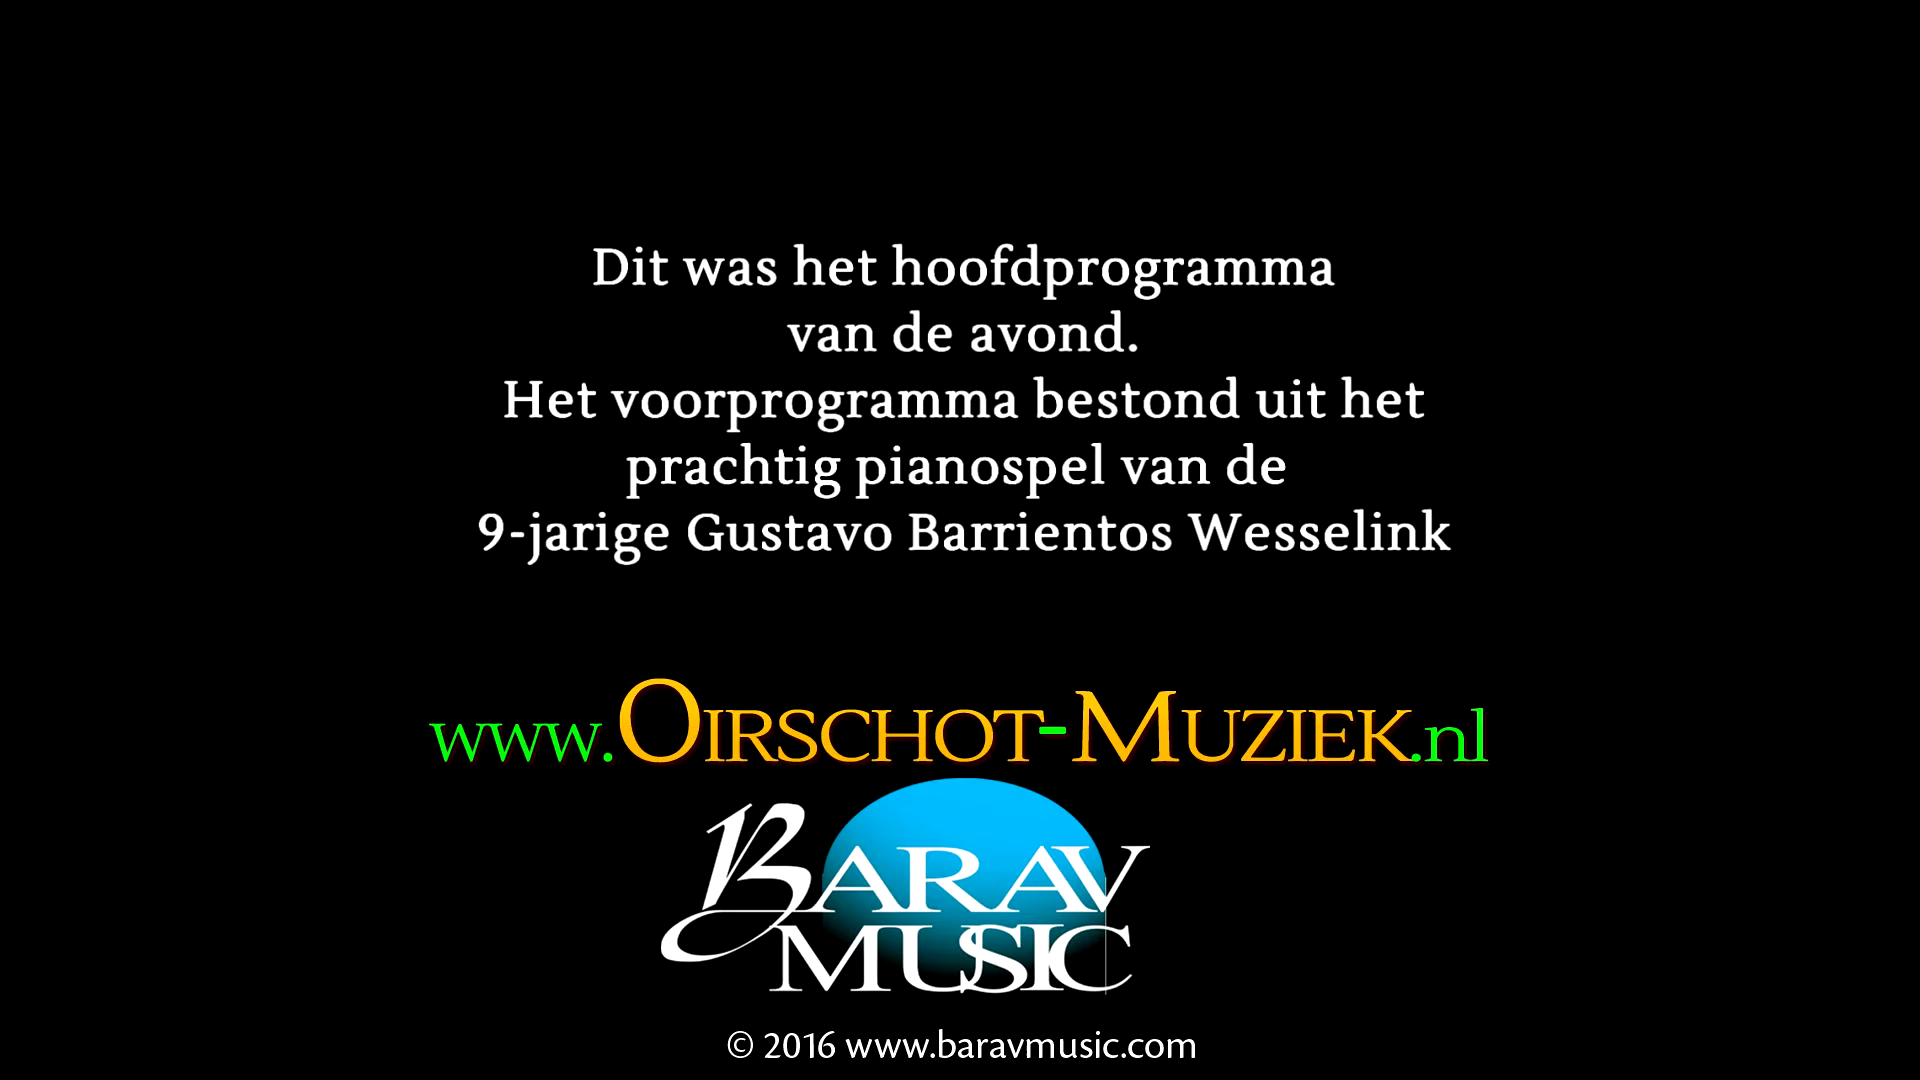 Dit was het hoofdprogramma
van de avond.
Het voorprogramma bestond uit het
prachtig pianospel van de
9-jarige Gustavo Barrientos Wesselink
www.Oirschot-Muziek.nl
Barav
Music
© 2016 www.baravmusic.com